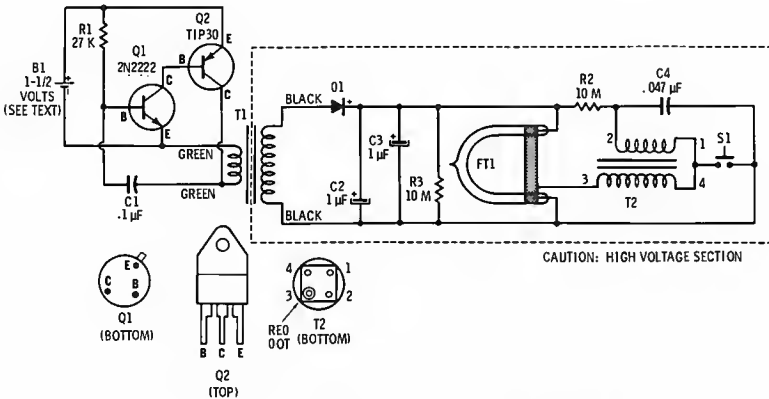 Q2
TIP30
E
R1
27 K
Q1
2N2222
B
C
B1
1-1/2
VOLTS
(SEE TEXT)
+
B
E
C
T1
GREEN
GREEN
C1
.1 µF
BLACK
D1
+
BLACK
+
C3
1 µF
+
C2
1 µF
R3
10 M
FT1
R2
10 M
C4
.047 µF
2
1
3
4
T2
S1
CAUTION: HIGH VOLTAGE SECTION
E
C
B
Q1
(BOTTOM)
B C E
Q2
(TOP)
4
1
3
2
RED
DOT
T2
(BOTTOM)